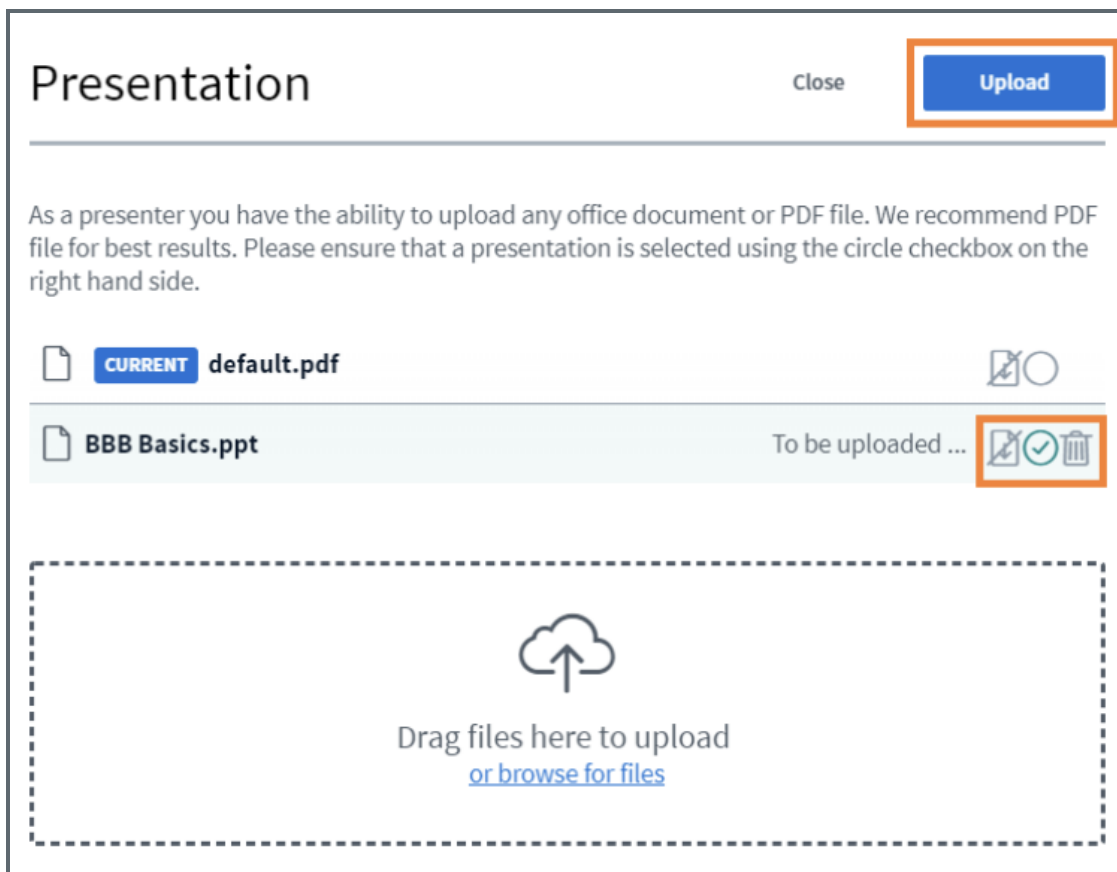 Presentation
Close
Upload
As a presenter you have the ability to upload any office document or PDF file. We recommend PDF
file for best results. Please ensure that a presentation is selected using the circle checkbox on the
right hand side.
CURRENT default.pdf
BBB Basics.ppt To be uploaded ...
Drag files here to upload
or browse for files